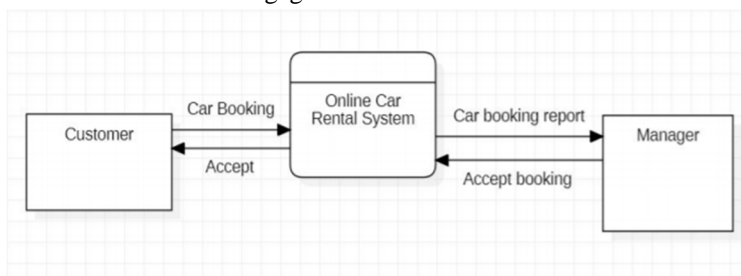 Customer
Car Booking
Accept
Online Car
Rental System
Car booking report
Accept booking
Manager